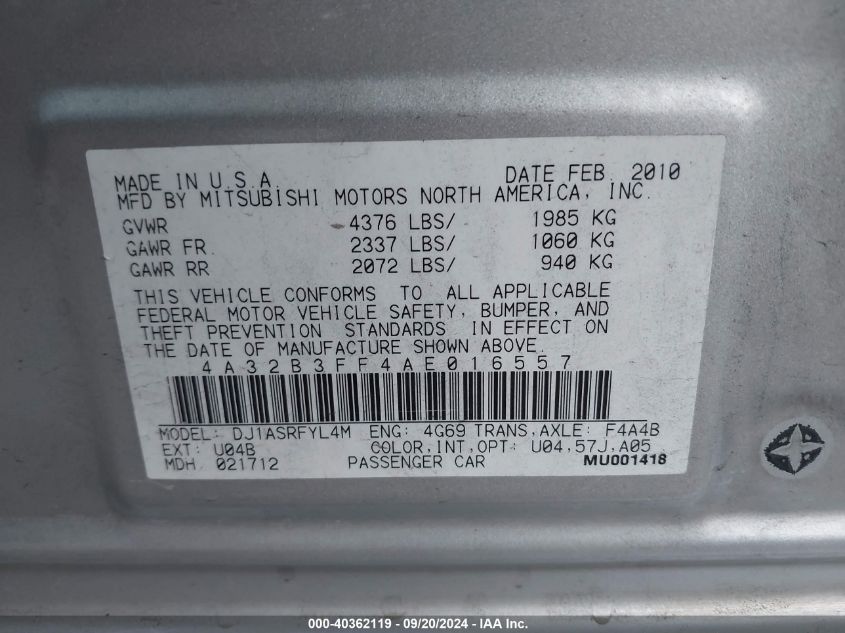 MADE IN U.S.A. DATE FEB. 2010
MFD BY MITSUBISHI MOTORS NORTH AMERICA, INC.
GVWR 4376 LBS/ 1985 KG
GAWR FR. 2337 LBS/ 1060 KG
GAWR RR 2072 LBS/ 940 KG
THIS VEHICLE CONFORMS TO ALL APPLICABLE
FEDERAL MOTOR VEHICLE SAFETY, BUMPER, AND
THEFT PREVENTION STANDARDS IN EFFECT ON
THE DATE OF MANUFACTURE SHOWN ABOVE.
4A32B3FF4AE016557
MODEL: DJ1ASRFYL4M ENG: 4G69 TRANS,AXLE: F4A4B
EXT: U04B COLOR,INT,OPT: U04,57J,A05
MDH 021712 PASSENGER CAR MU001418
000-40362119 - 09/20/2024 - IAA Inc.